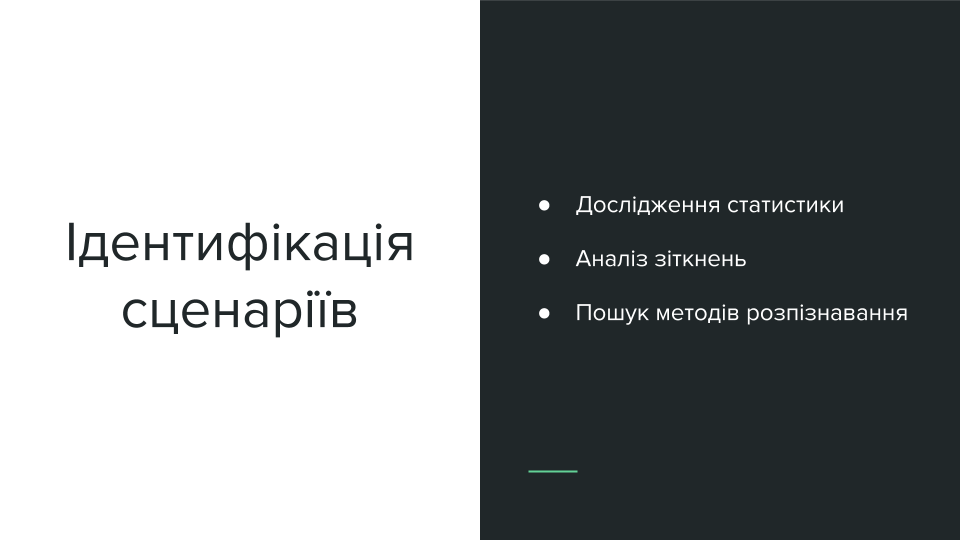 Ідентифікація
сценаріїв
● Дослідження статистики
● Аналіз зіткнень
● Пошук методів розпізнавання